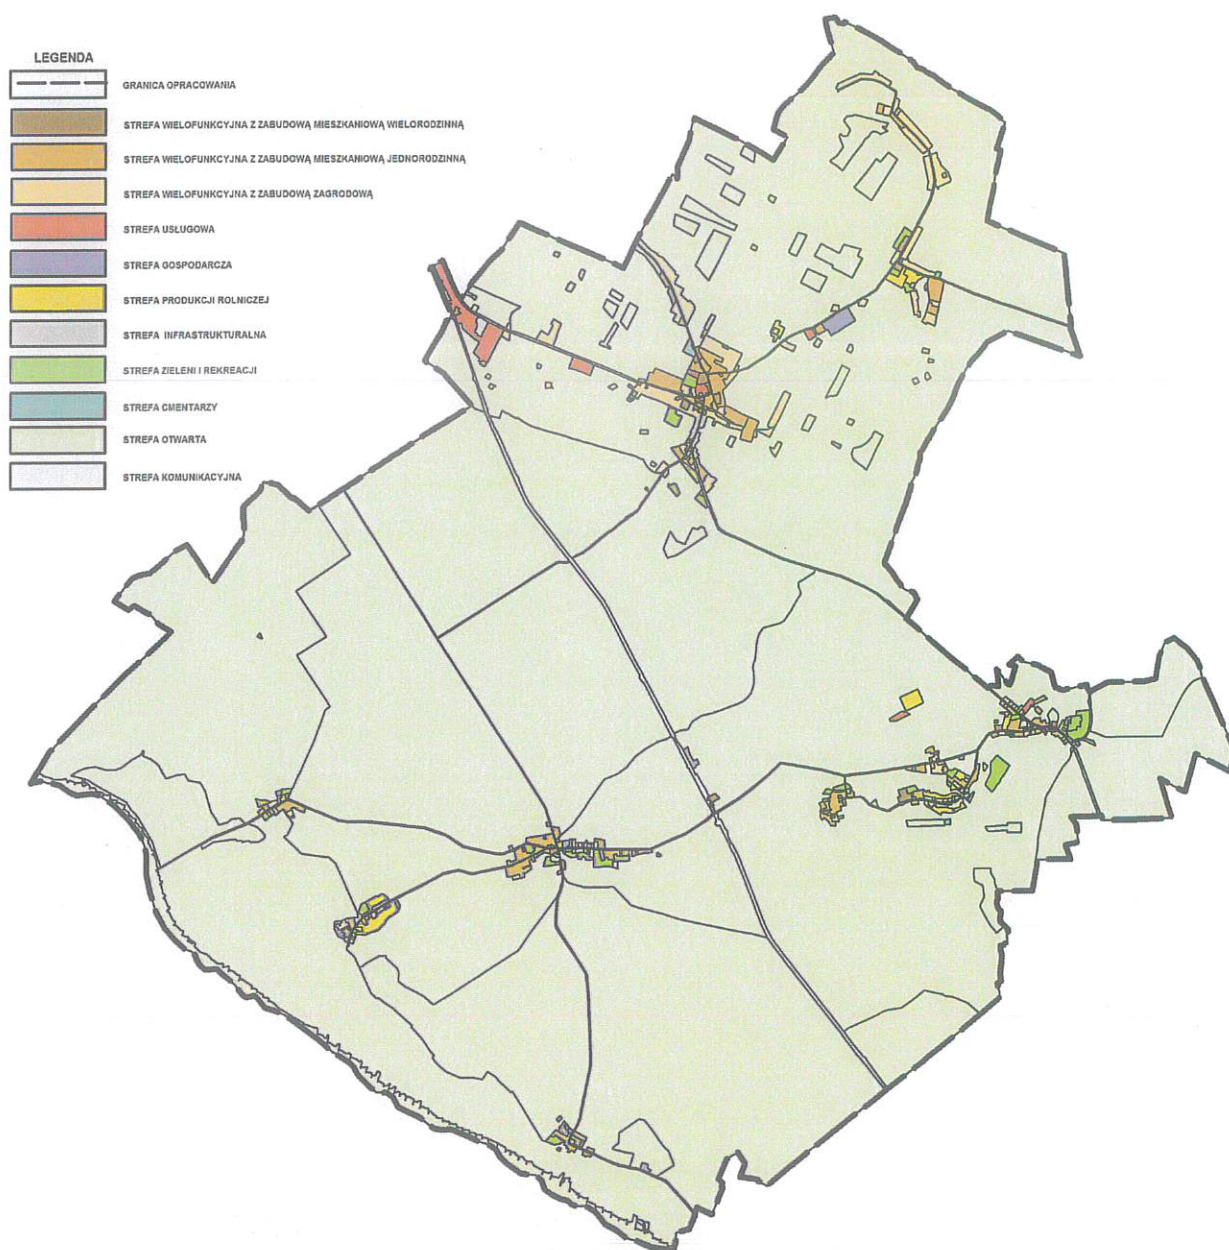 LEGENDA
GRANICA OPRACOWANIA
STREFA WIELOFUNKCYJNA Z ZABUDOWĄ MIESZKANIOWĄ WIELORODZINNĄ
STREFA WIELOFUNKCYJNA Z ZABUDOWĄ MIESZKANIOWĄ JEDNORODZINNĄ
STREFA WIELOFUNKCYJNA Z ZABUDOWĄ ZAGRODOWĄ
STREFA USŁUGOWA
STREFA GOSPODARCZA
STREFA PRODUKCJI ROLNICZEJ
STREFA INFRASTRUKTURALNA
STREFA ZIELENI I REKREACJI
STREFA CMENTARZY
STREFA OTWARTA
STREFA KOMUNIKACYJNA